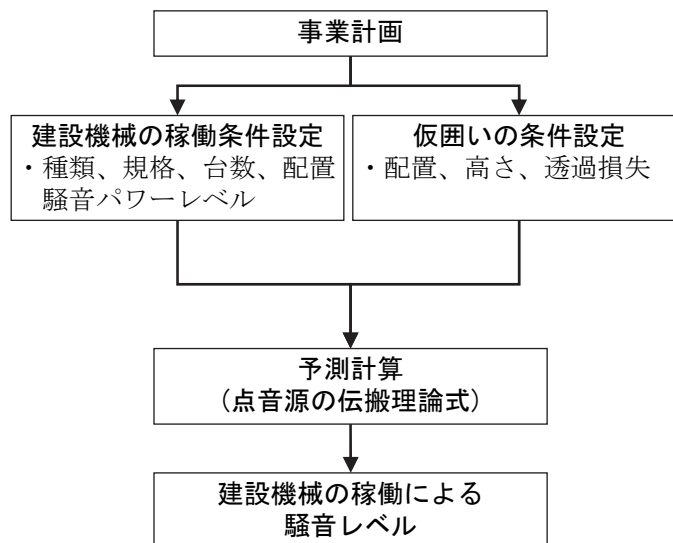 事業計画
建設機械の稼働条件設定
・種類、規格、台数、配置
騒音パワーレベル
仮囲いの条件設定
・配置、高さ、透過損失
予測計算
（点音源の伝搬理論式）
建設機械の稼働による
騒音レベル